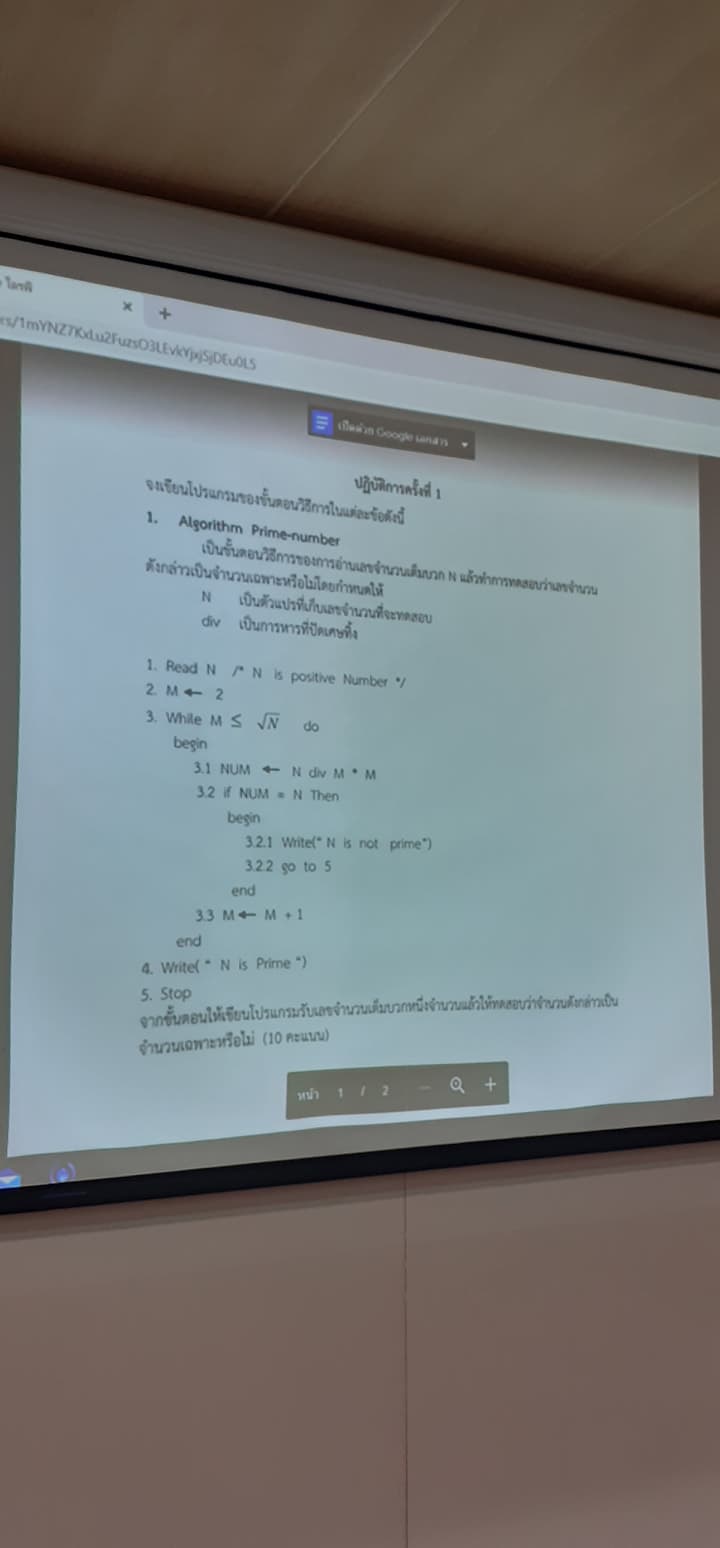 ไดรฟ์ × +
rs/1mYNZ7KxLu2FuzsO3LEvkYjxjSjDEu0L5
เปิดด้วย Google เอกสาร
ปฏิบัติการครั้งที่ 1
จงเขียนโปรแกรมของขั้นตอนวิธีการในแต่ละข้อดังนี้
1. Algorithm Prime-number
เป็นขั้นตอนวิธีการของการอ่านเลขจำนวนเต็มบวก N แล้วทำการทดสอบว่าเลขจำนวน
ดังกล่าวเป็นจำนวนเฉพาะหรือไม่โดยกำหนดให้
N เป็นตัวแปรที่เก็บเลขจำนวนที่จะทดสอบ
div เป็นการหารที่ปัดเศษทิ้ง
1. Read N /* N is positive Number */
2. M ← 2
3. While M ≤ √N do
begin
3.1 NUM ← N div M * M
3.2 if NUM = N Then
begin
3.2.1 Write(" N is not prime")
3.2.2 go to 5
end
3.3 M ← M + 1
end
4. Write( " N is Prime ")
5. Stop
จากขั้นตอนให้เขียนโปรแกรมรับเลขจำนวนเต็มบวกหนึ่งจำนวนแล้วให้ทดสอบว่าจำนวนดังกล่าวเป็น
จำนวนเฉพาะหรือไม่ (10 คะแนน)
หน้า 1 / 2 — +